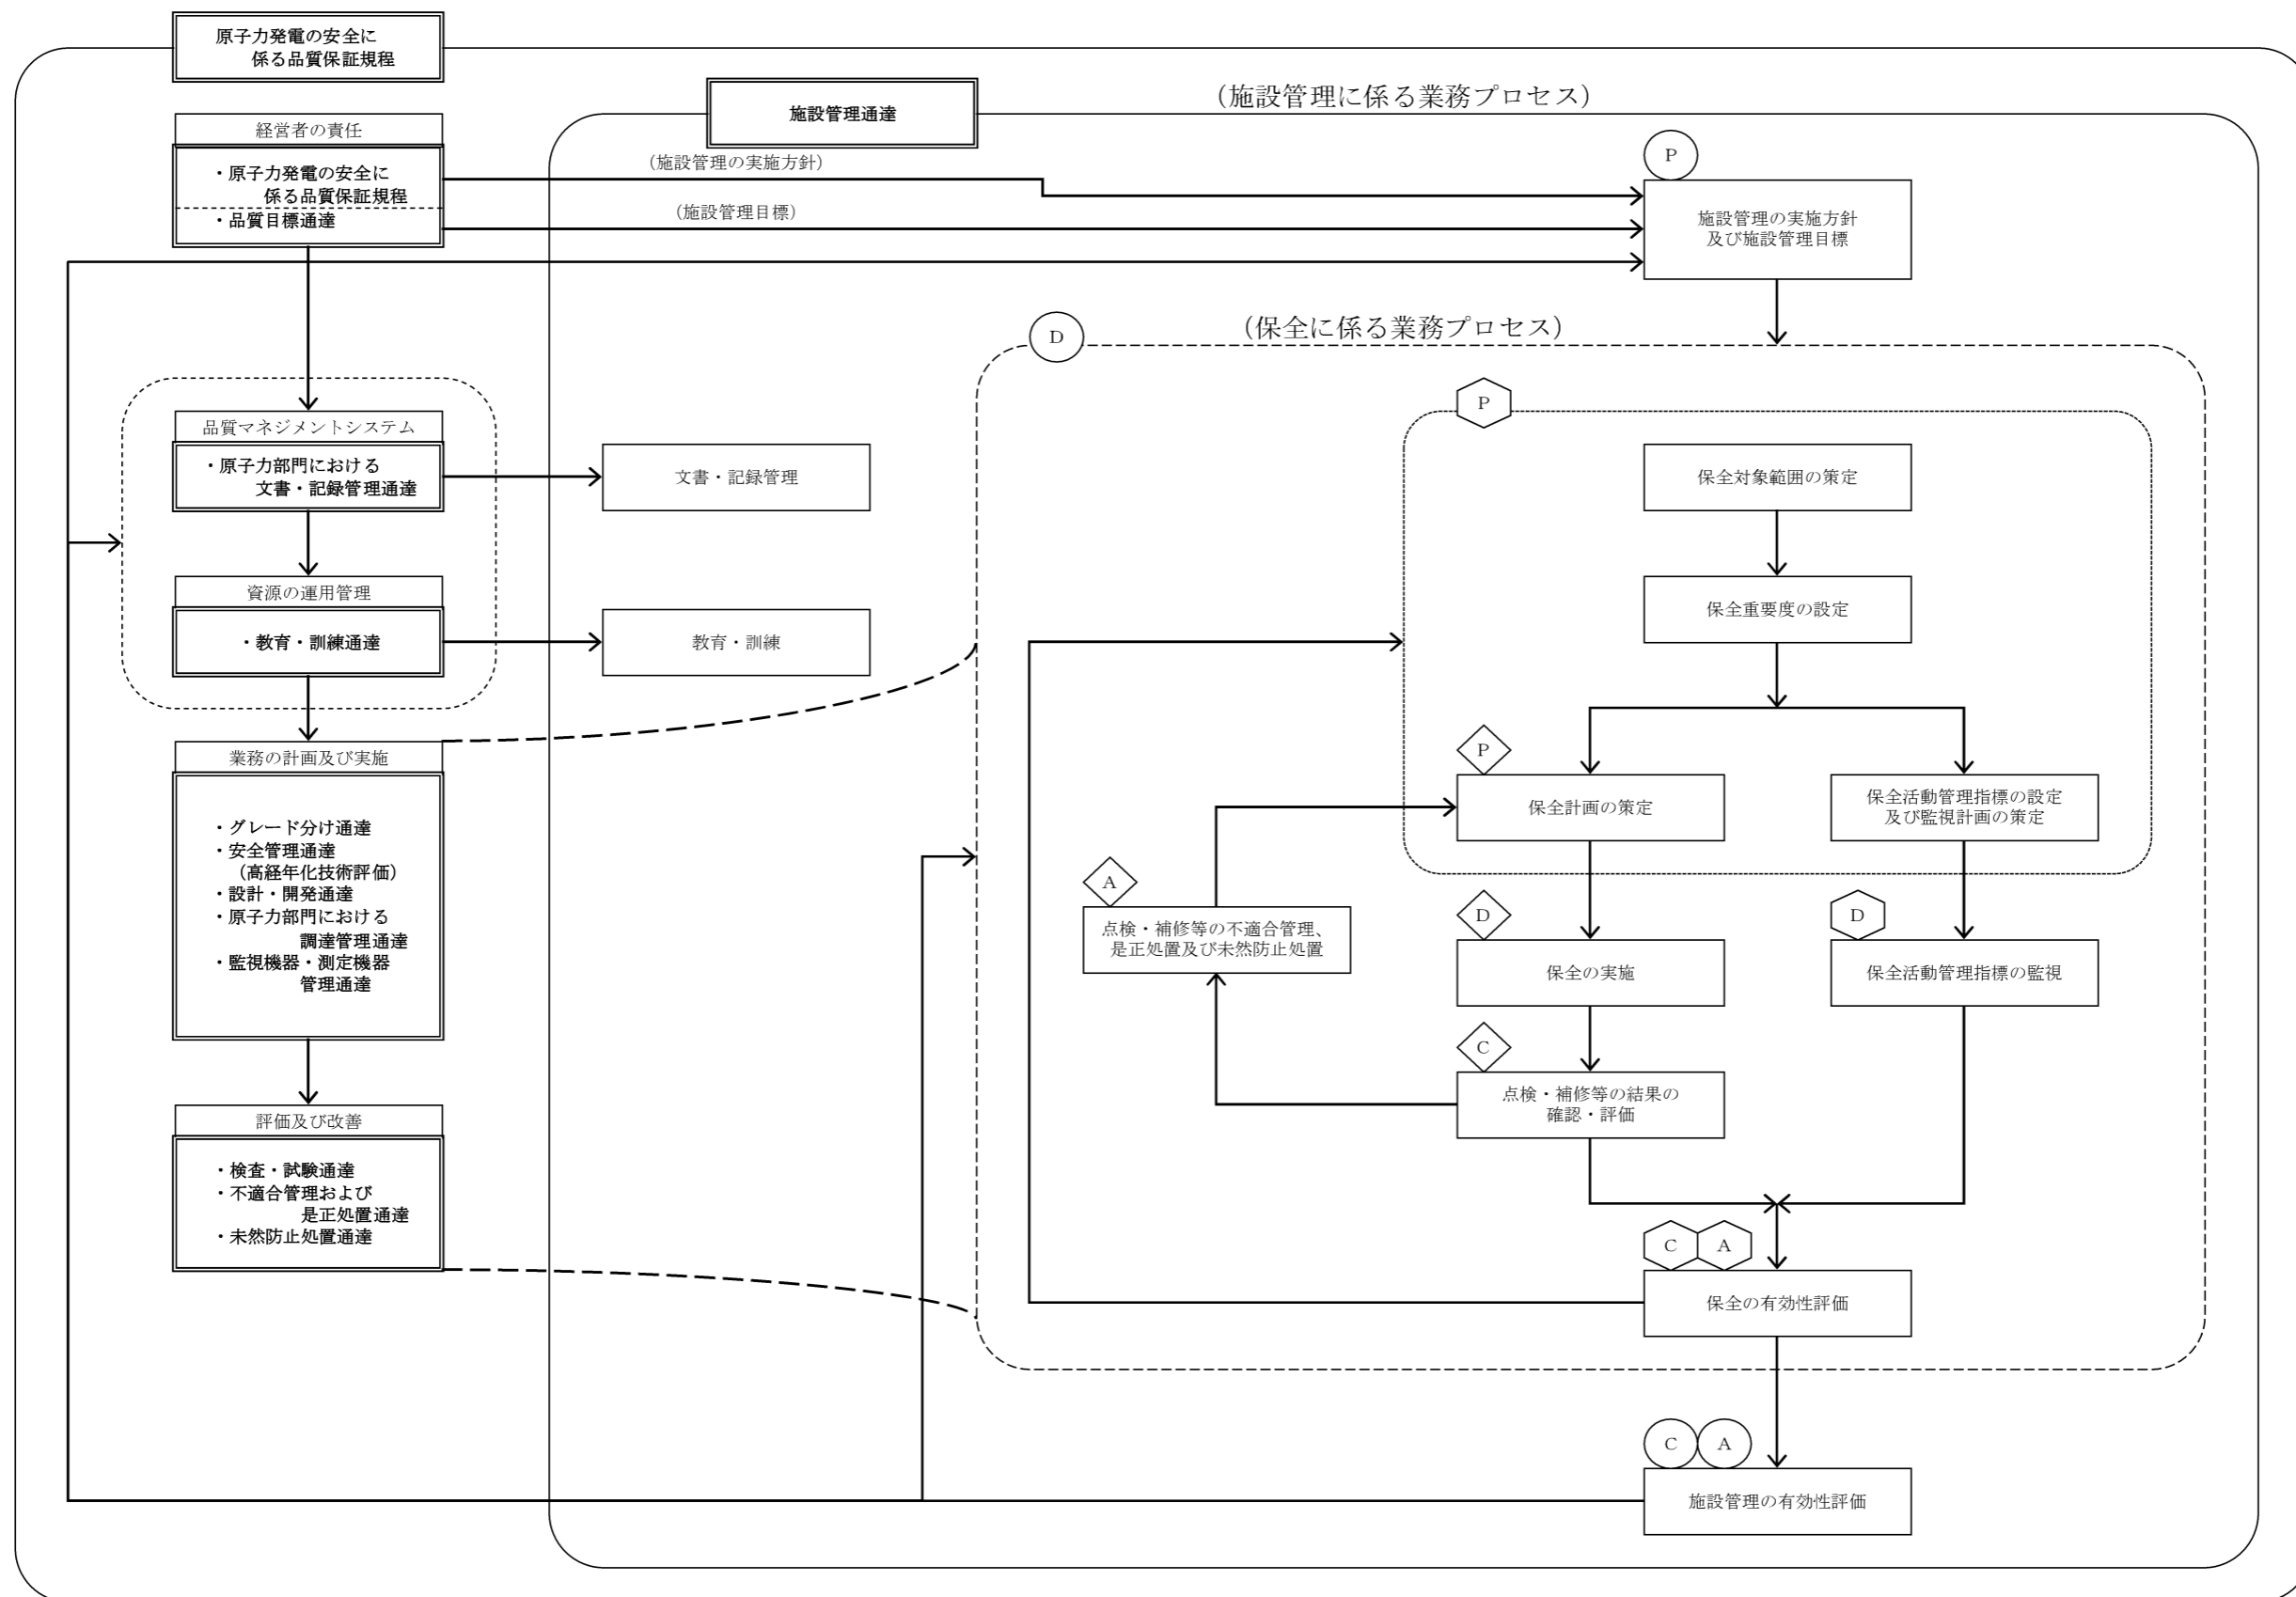 原子力発電の安全に
係る品質保証規程
施設管理通達
（施設管理に係る業務プロセス）
経営者の責任
・原子力発電の安全に
係る品質保証規程
・品質目標通達
（施設管理の実施方針）
（施設管理目標）
P
施設管理の実施方針
及び施設管理目標
D
（保全に係る業務プロセス）
品質マネジメントシステム
・原子力部門における
文書・記録管理通達
文書・記録管理
資源の運用管理
・教育・訓練通達
教育・訓練
業務の計画及び実施
・グレード分け通達
・安全管理通達
（高経年化技術評価）
・設計・開発通達
・原子力部門における
調達管理通達
・監視機器・測定機器
管理通達
評価及び改善
・検査・試験通達
・不適合管理および
是正処置通達
・未然防止処置通達
P
保全対象範囲の策定
保全重要度の設定
P
保全計画の策定
保全活動管理指標の設定
及び監視計画の策定
A
点検・補修等の不適合管理、
是正処置及び未然防止処置
D
保全の実施
D
保全活動管理指標の監視
C
点検・補修等の結果の
確認・評価
C
A
保全の有効性評価
C
A
施設管理の有効性評価